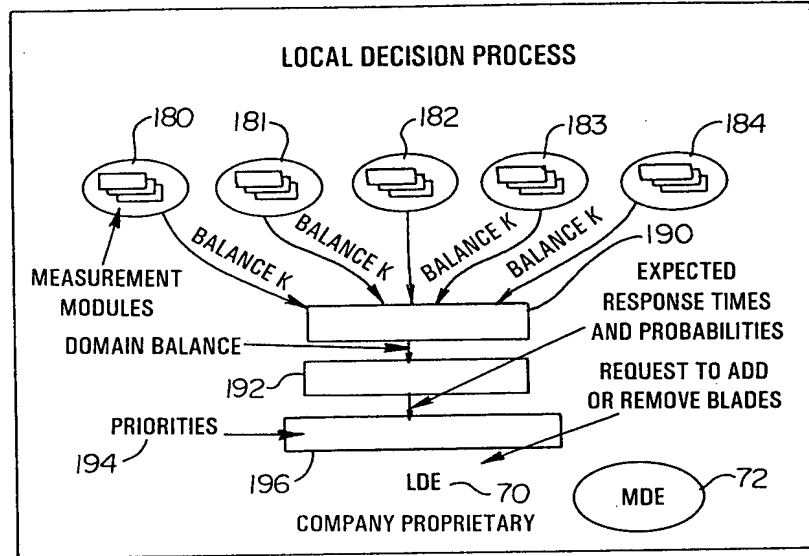 LOCAL DECISION PROCESS
180
181
182
183
184
BALANCE K
BALANCE K
BALANCE K
BALANCE K
190
MEASUREMENT
MODULES
EXPECTED
RESPONSE TIMES
AND PROBABILITIES
DOMAIN BALANCE
192
REQUEST TO ADD
OR REMOVE BLADES
PRIORITIES
194
196
LDE
70
MDE
72
COMPANY PROPRIETARY